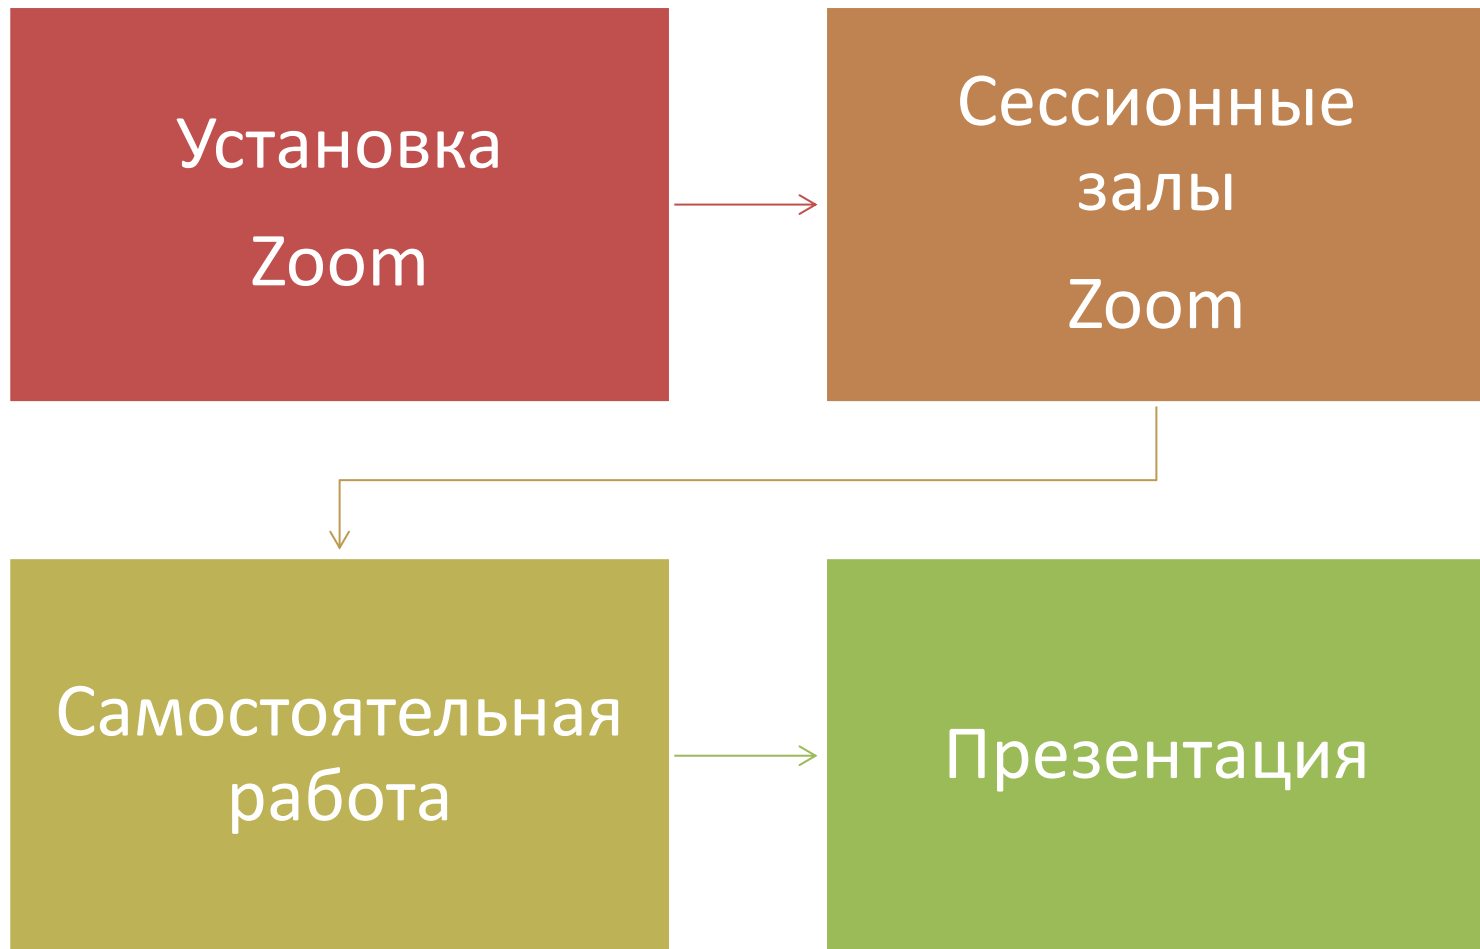 Установка
Zoom
Сессионные
залы
Zoom
Самостоятельная
работа
Презентация